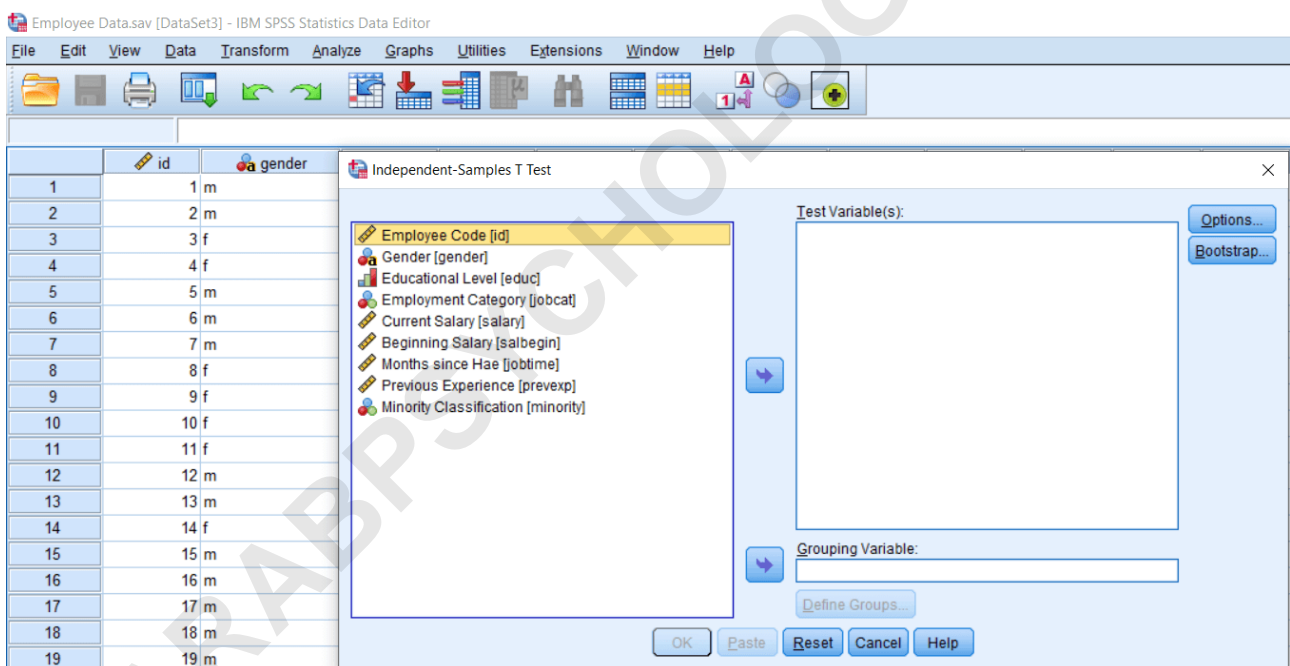 Employee Data.sav [DataSet3] - IBM SPSS Statistics Data Editor
File Edit View Data Transform Analyze Graphs Utilities Extensions Window Help
id gender
Independent-Samples T Test
1 1 m
2 2 m
3 3 f
4 4 f
5 5 m
6 6 m
7 7 m
8 8 f
9 9 f
10 10 f
11 11 f
12 12 m
13 13 m
14 14 f
15 15 m
16 16 m
17 17 m
18 18 m
19 19 m
Employee Code [id]
Gender [gender]
Educational Level [educ]
Employment Category [jobcat]
Current Salary [salary]
Beginning Salary [salbegin]
Months since Hae [jobtime]
Previous Experience [prevexp]
Minority Classification [minority]
Test Variable(s):
Options...
Bootstrap...
Grouping Variable:
Define Groups...
OK Paste Reset Cancel Help
ARABPSYCHOLOG